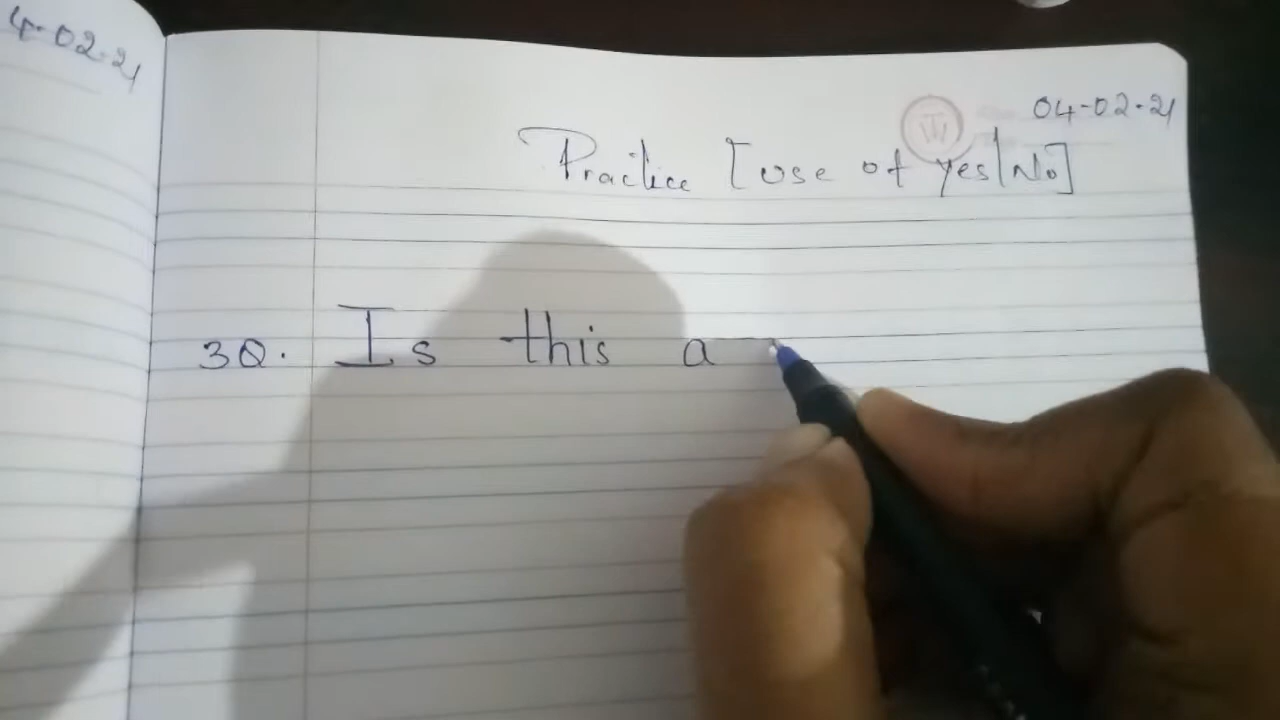 4-02-21
04-02-21
Practice [Use of yes|No]
3Q. Is this a